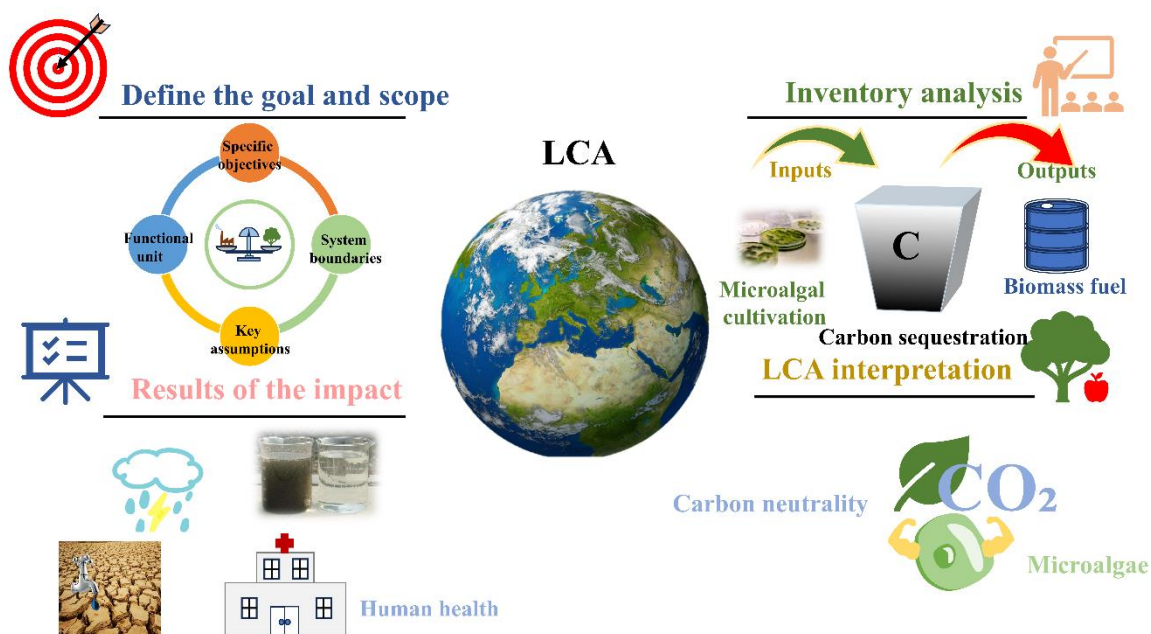 Define the goal and scope
Specific
objectives
Functional
unit
System
boundaries
Key
assumptions
Results of the impact
Human health
LCA
Inventory analysis
Inputs
Outputs
C
Microalgal
cultivation
Biomass fuel
Carbon sequestration
LCA interpretation
Carbon neutrality
CO₂
Microalgae